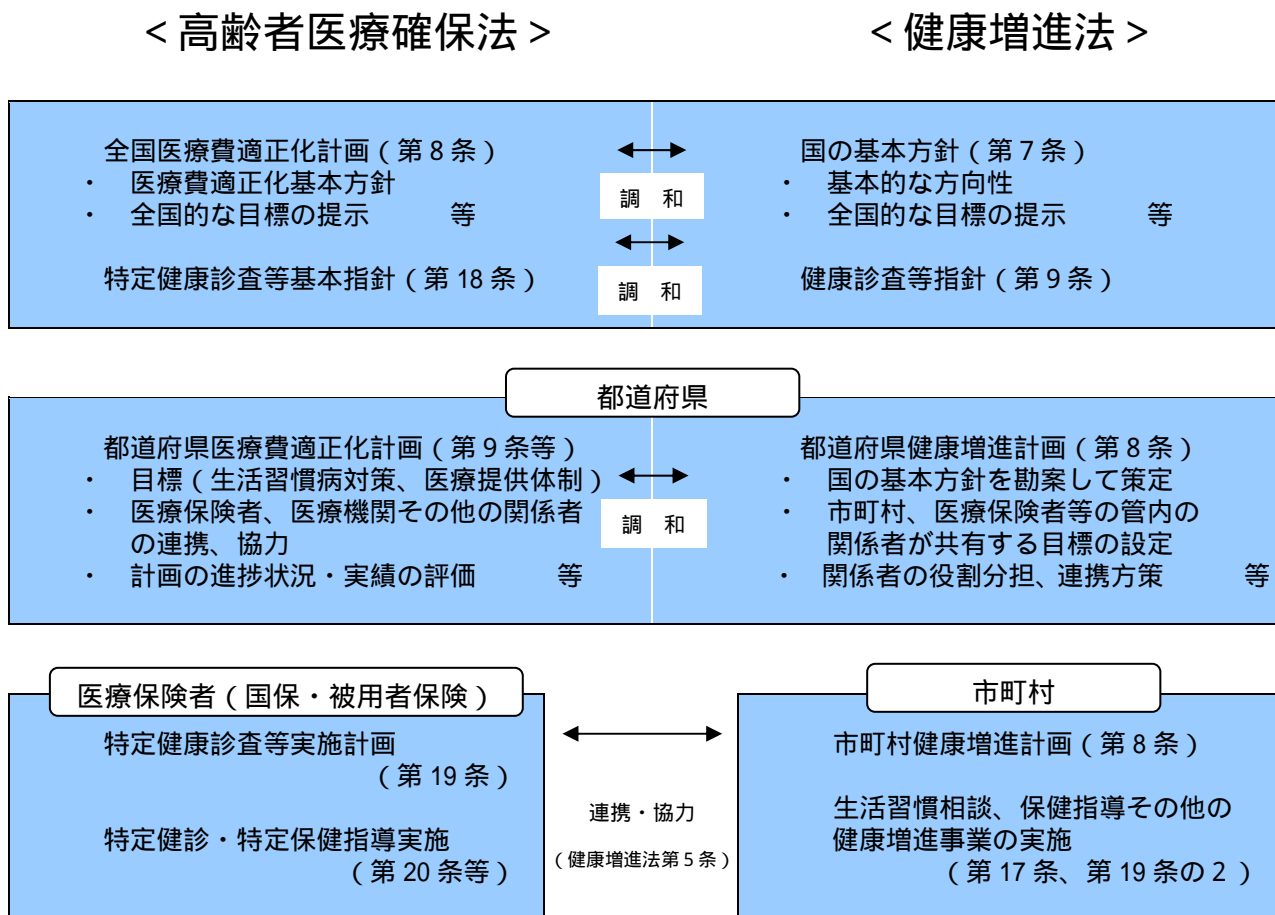 ＜高齢者医療確保法＞
＜健康増進法＞
全国医療費適正化計画（第８条）
・ 医療費適正化基本方針
・ 全国的な目標の提示 等
特定健康診査等基本指針（第18条）
調 和
調 和
国の基本方針（第７条）
・ 基本的な方向性
・ 全国的な目標の提示 等
健康診査等指針（第９条）
都道府県
都道府県医療費適正化計画（第９条等）
・ 目標（生活習慣病対策、医療提供体制）
・ 医療保険者、医療機関その他の関係者
の連携、協力
・ 計画の進捗状況・実績の評価 等
調 和
都道府県健康増進計画（第８条）
・ 国の基本方針を勘案して策定
・ 市町村、医療保険者等の管内の
関係者が共有する目標の設定
・ 関係者の役割分担、連携方策 等
医療保険者（国保・被用者保険）
特定健康診査等実施計画
（第19条）
特定健診・特定保健指導実施
（第20条等）
連携・協力
（健康増進法第５条）
市町村
市町村健康増進計画（第８条）
生活習慣相談、保健指導その他の
健康増進事業の実施
（第17条、第19条の２）